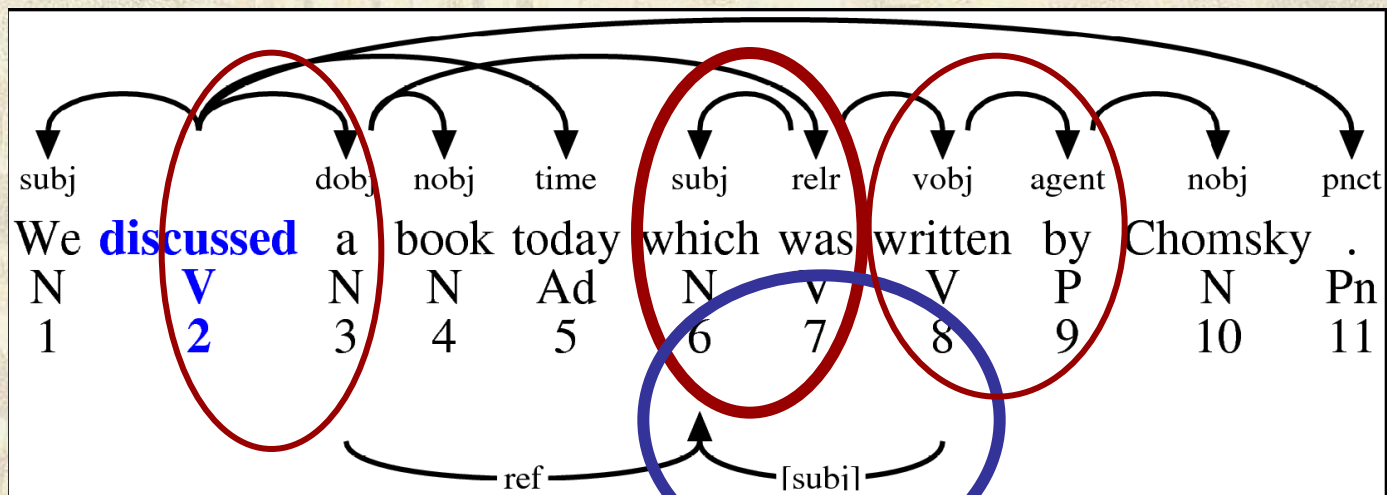 subj dobj nobj time subj relr vobj agent nobj pnct
We discussed a book today which was written by Chomsky .
N V N N Ad N V V P N Pn
1 2 3 4 5 6 7 8 9 10 11
ref [subj]